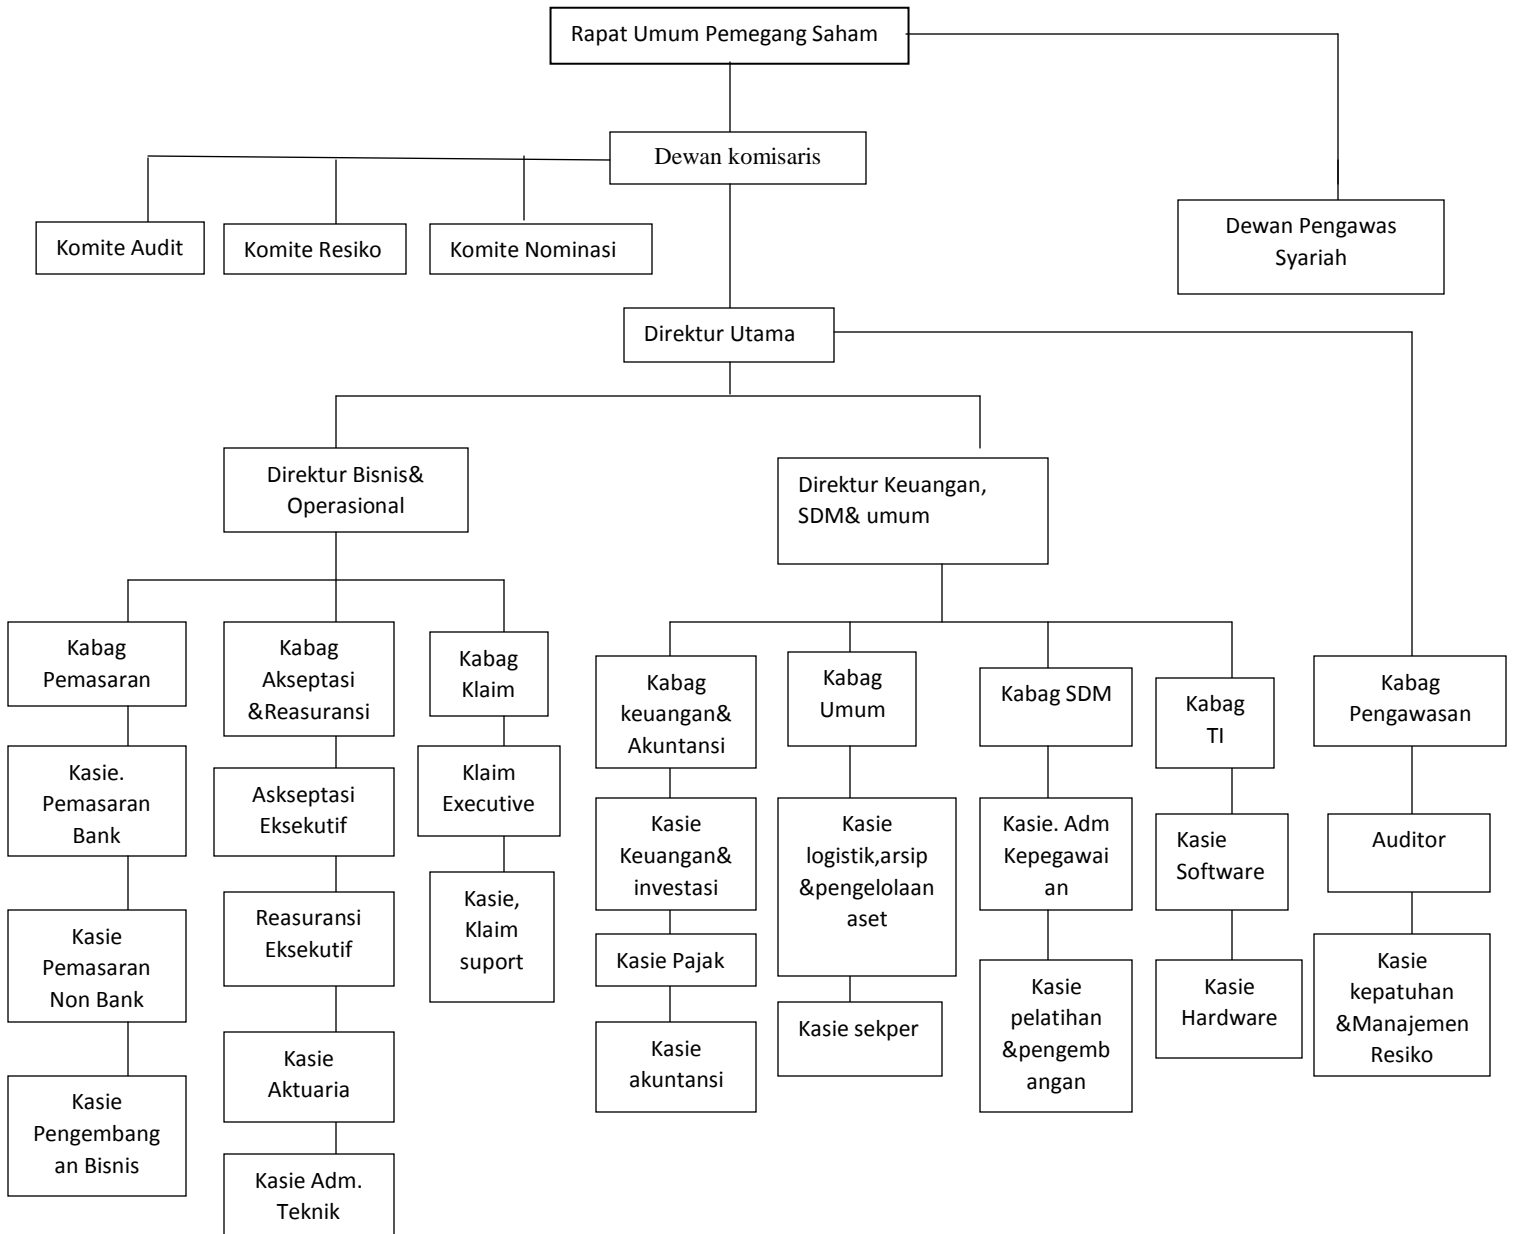 Rapat Umum Pemegang Saham
Dewan komisaris
Komite Audit
Komite Resiko
Komite Nominasi
Dewan Pengawas
Syariah
Direktur Utama
Direktur Bisnis&
Operasional
Direktur Keuangan,
SDM& umum
Kabag
Pemasaran
Kabag
Akseptasi
&Reasuransi
Kabag
Klaim
Kabag
keuangan&
Akuntansi
Kabag
Umum
Kabag SDM
Kabag
TI
Kabag
Pengawasan
Kasie.
Pemasaran
Bank
Askseptasi
Eksekutif
Klaim
Executive
Kasie
Keuangan&
investasi
Kasie
logistik,arsip
&pengelolaan
aset
Kasie. Adm
Kepegawai
an
Kasie
Software
Auditor
Kasie
Pemasaran
Non Bank
Reasuransi
Eksekutif
Kasie,
Klaim
suport
Kasie Pajak
Kasie sekper
Kasie
pelatihan
&pengemb
angan
Kasie
Hardware
Kasie
kepatuhan
&Manajemen
Resiko
Kasie
Pengembang
an Bisnis
Kasie
Aktuaria
Kasie
akuntansi
Kasie Adm.
Teknik